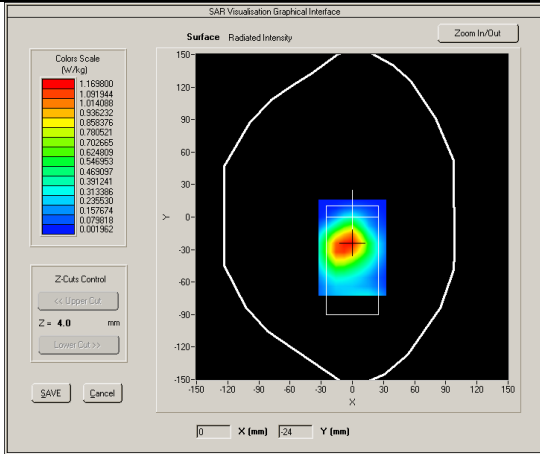 SAR Visualisation Graphical Interface
Surface Radiated Intensity
Zoom In/Out
Colors Scale
(W/kg)
1.169800
1.091944
1.014088
0.936232
0.858376
0.780521
0.702665
0.624809
0.546953
0.469097
0.391241
0.313386
0.235530
0.157674
0.079818
0.001962
Z-Cuts Control
<< Upper Cut
Z = 4.0 mm
Lower Cut >>
SAVE
Cancel
150
120
90
60
30
0
-30
-60
-90
-120
-150
Y
-150 -120 -90 -60 -30 0 30 60 90 120 150
X
0 X (mm) -24 Y (mm)